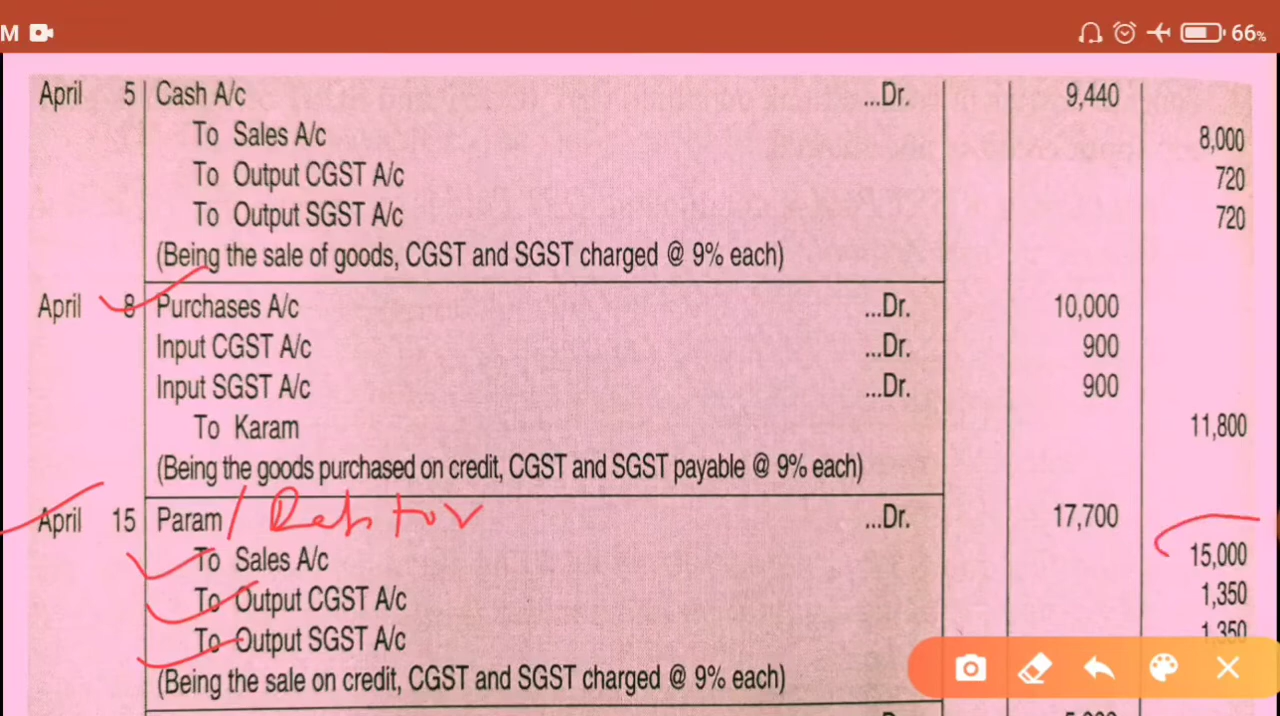 M 66%
April 5 Cash A/c ...Dr. 9,440
To Sales A/c 8,000
To Output CGST A/c 720
To Output SGST A/c 720
(Being the sale of goods, CGST and SGST charged @ 9% each)
April 8 Purchases A/c ...Dr. 10,000
Input CGST A/c ...Dr. 900
Input SGST A/c ...Dr. 900
To Karam 11,800
(Being the goods purchased on credit, CGST and SGST payable @ 9% each)
April 15 Param / Debtor ...Dr. 17,700
To Sales A/c 15,000
To Output CGST A/c 1,350
To Output SGST A/c 1,350
(Being the sale on credit, CGST and SGST charged @ 9% each)